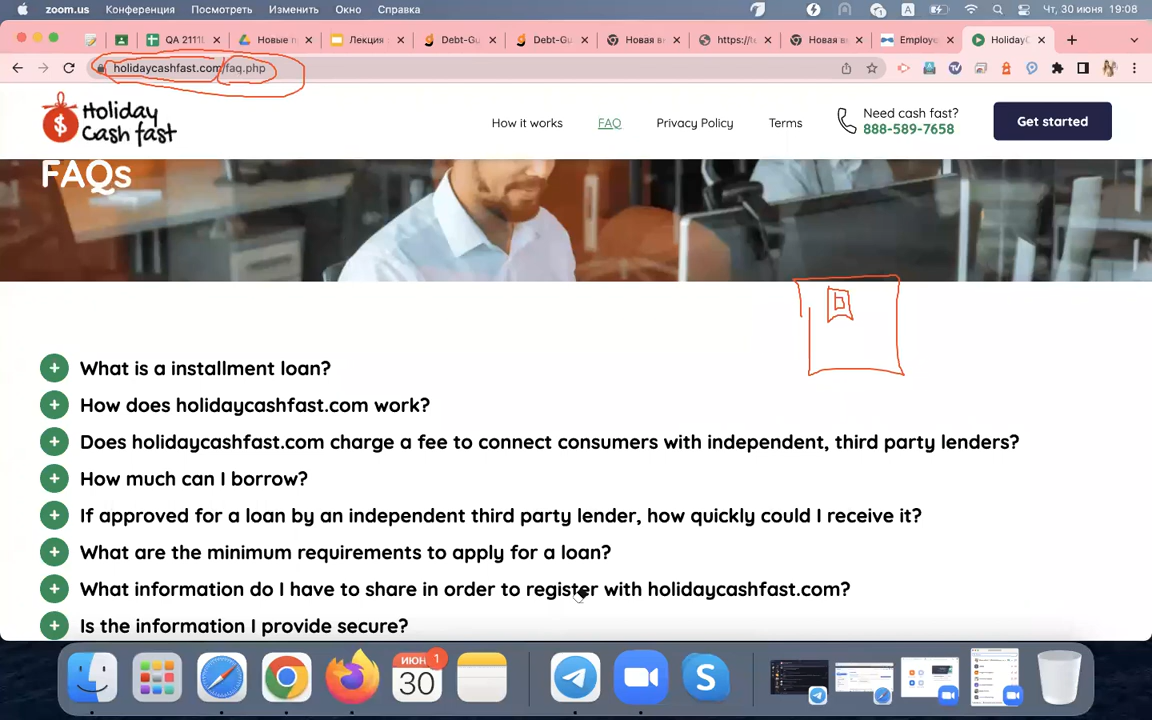 zoom.us Конференция Посмотреть Изменить Окно Справка A Чт, 30 июня 19:08
QA 2111 Новые п Лекция Debt-Gu Debt-Gu Новая в https://t Новая в Employe Holiday
holidaycashfast.com/faq.php
Holiday Cash fast
How it works FAQ Privacy Policy Terms
Need cash fast?
888-589-7658
Get started
FAQs
What is a installment loan?
How does holidaycashfast.com work?
Does holidaycashfast.com charge a fee to connect consumers with independent, third party lenders?
How much can I borrow?
If approved for a loan by an independent third party lender, how quickly could I receive it?
What are the minimum requirements to apply for a loan?
What information do I have to share in order to register with holidaycashfast.com?
Is the information I provide secure?
ИЮН 1
30